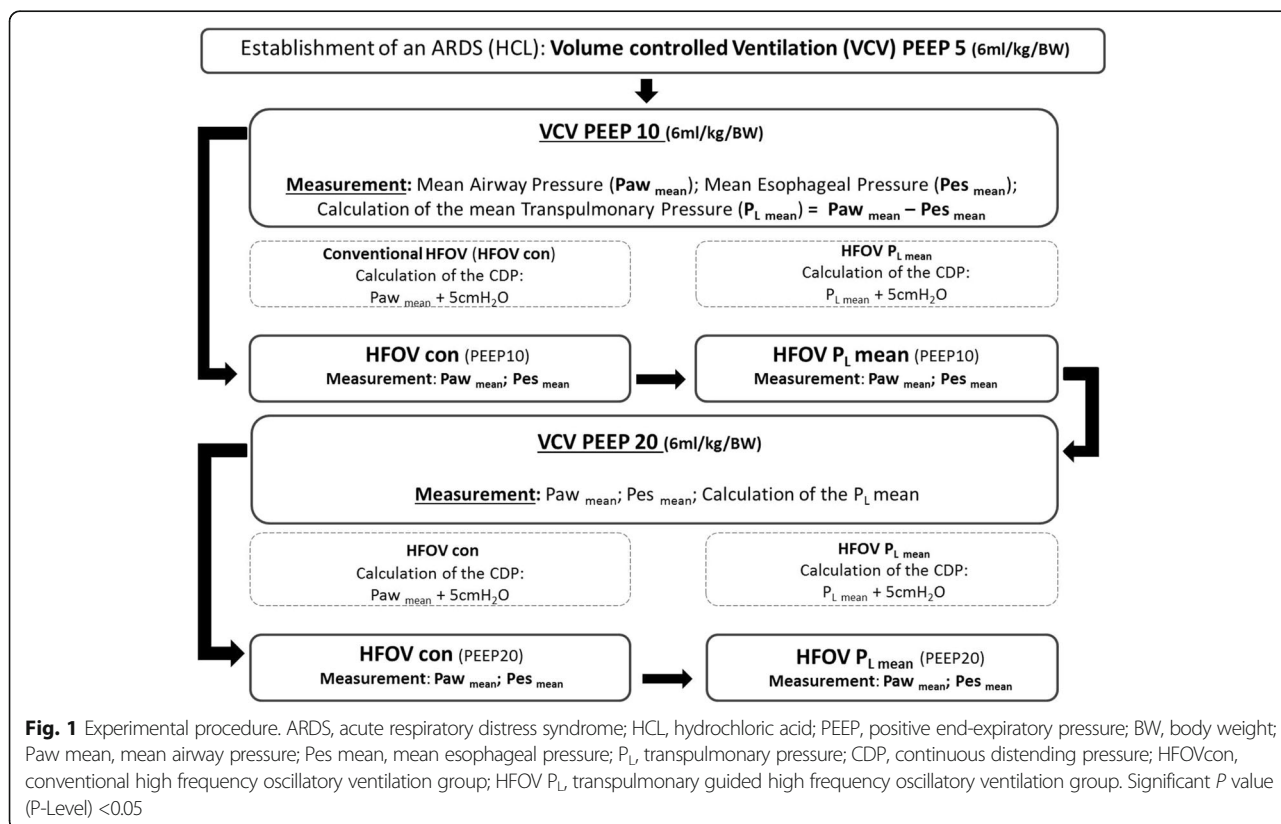 Establishment of an ARDS (HCL): Volume controlled Ventilation (VCV) PEEP 5 (6ml/kg/BW)
VCV PEEP 10 (6ml/kg/BW)
Measurement: Mean Airway Pressure (Paw mean); Mean Esophageal Pressure (Pes mean);
Calculation of the mean Transpulmonary Pressure (PL mean) = Paw mean – Pes mean
Conventional HFOV (HFOV con)
Calculation of the CDP:
Paw mean + 5cmH2O
HFOV PL mean
Calculation of the CDP:
PL mean + 5cmH2O
HFOV con (PEEP10)
Measurement: Paw mean; Pes mean
HFOV PL mean (PEEP10)
Measurement: Paw mean; Pes mean
VCV PEEP 20 (6ml/kg/BW)
Measurement: Paw mean; Pes mean; Calculation of the PL mean
HFOV con
Calculation of the CDP:
Paw mean + 5cmH2O
HFOV PL mean
Calculation of the CDP:
PL mean + 5cmH2O
HFOV con (PEEP20)
Measurement: Paw mean; Pes mean
HFOV PL mean (PEEP20)
Measurement: Paw mean; Pes mean
Fig. 1 Experimental procedure. ARDS, acute respiratory distress syndrome; HCL, hydrochloric acid; PEEP, positive end-expiratory pressure; BW, body weight;
Paw mean, mean airway pressure; Pes mean, mean esophageal pressure; PL, transpulmonary pressure; CDP, continuous distending pressure; HFOVcon,
conventional high frequency oscillatory ventilation group; HFOV PL, transpulmonary guided high frequency oscillatory ventilation group. Significant P value
(P-Level) <0.05